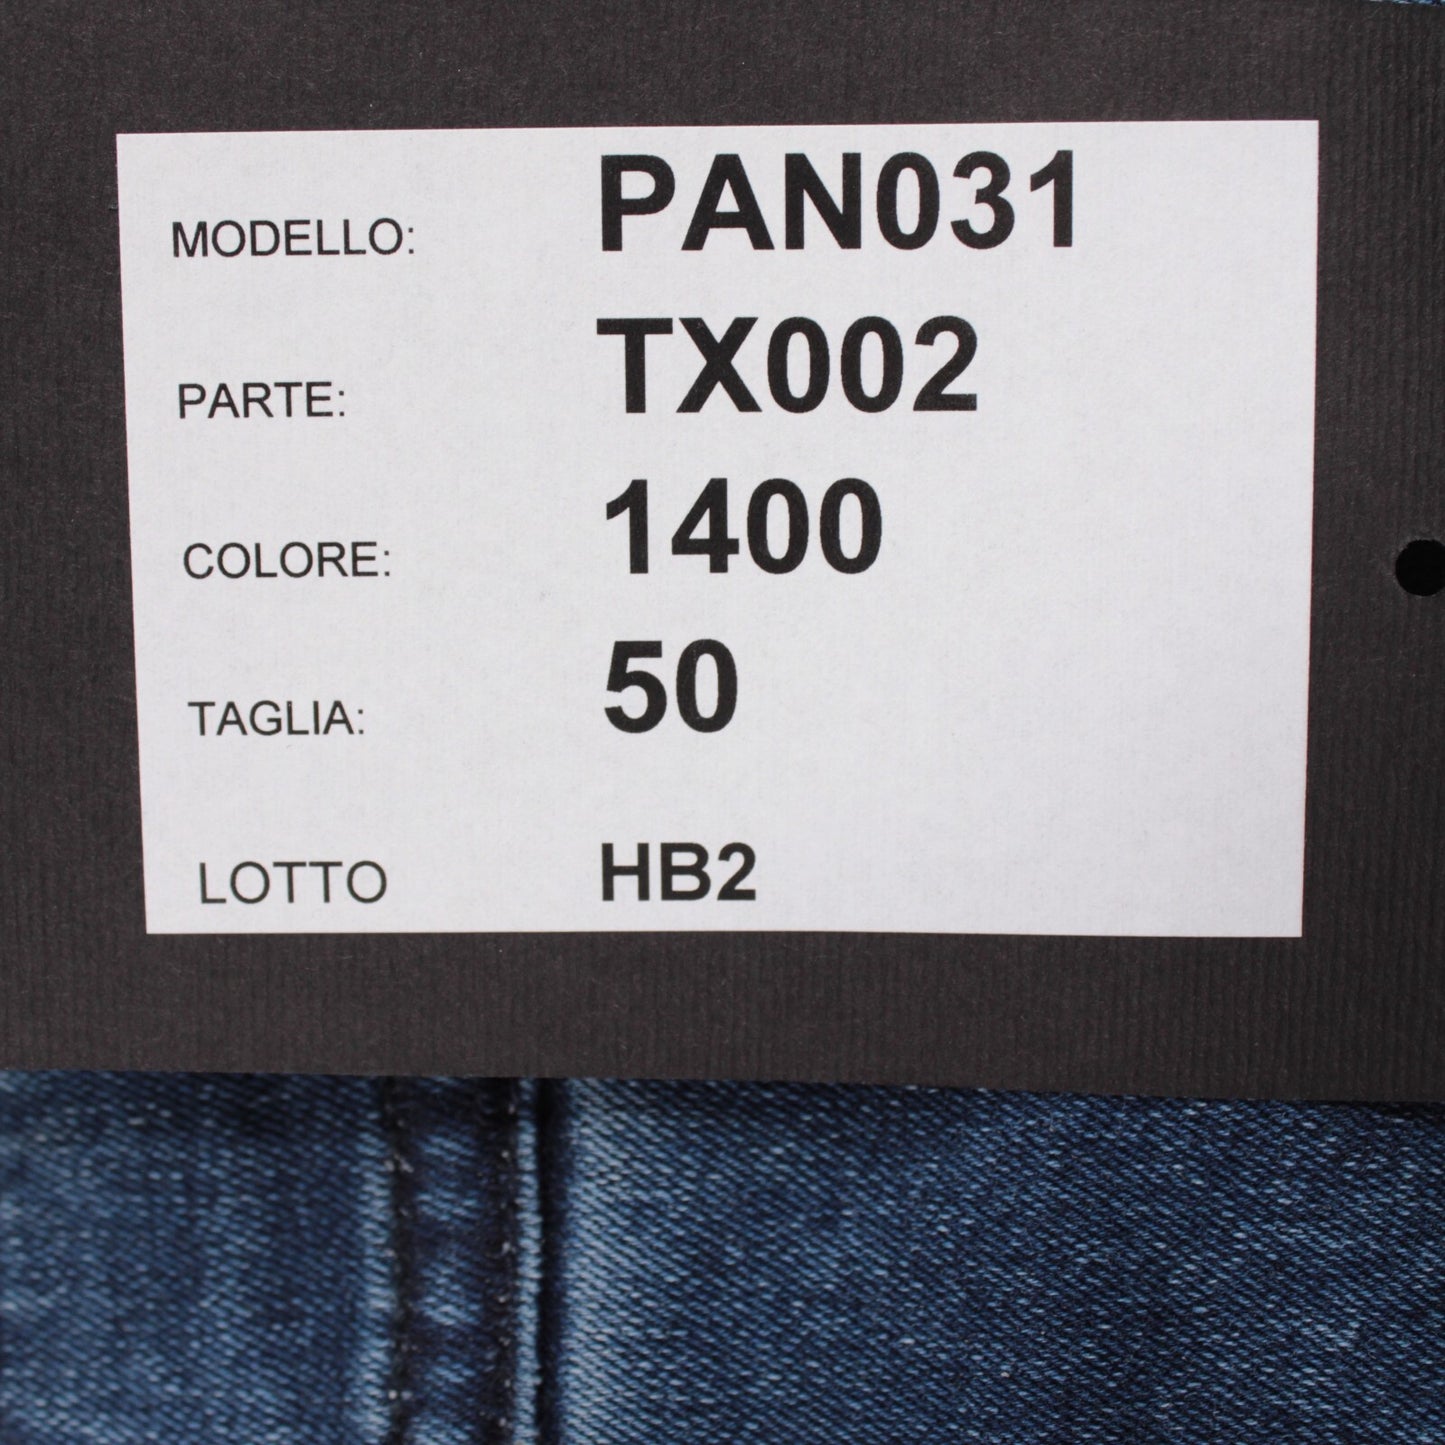 MODELLO: PAN031
PARTE: TX002
COLORE: 1400
TAGLIA: 50
LOTTO HB2